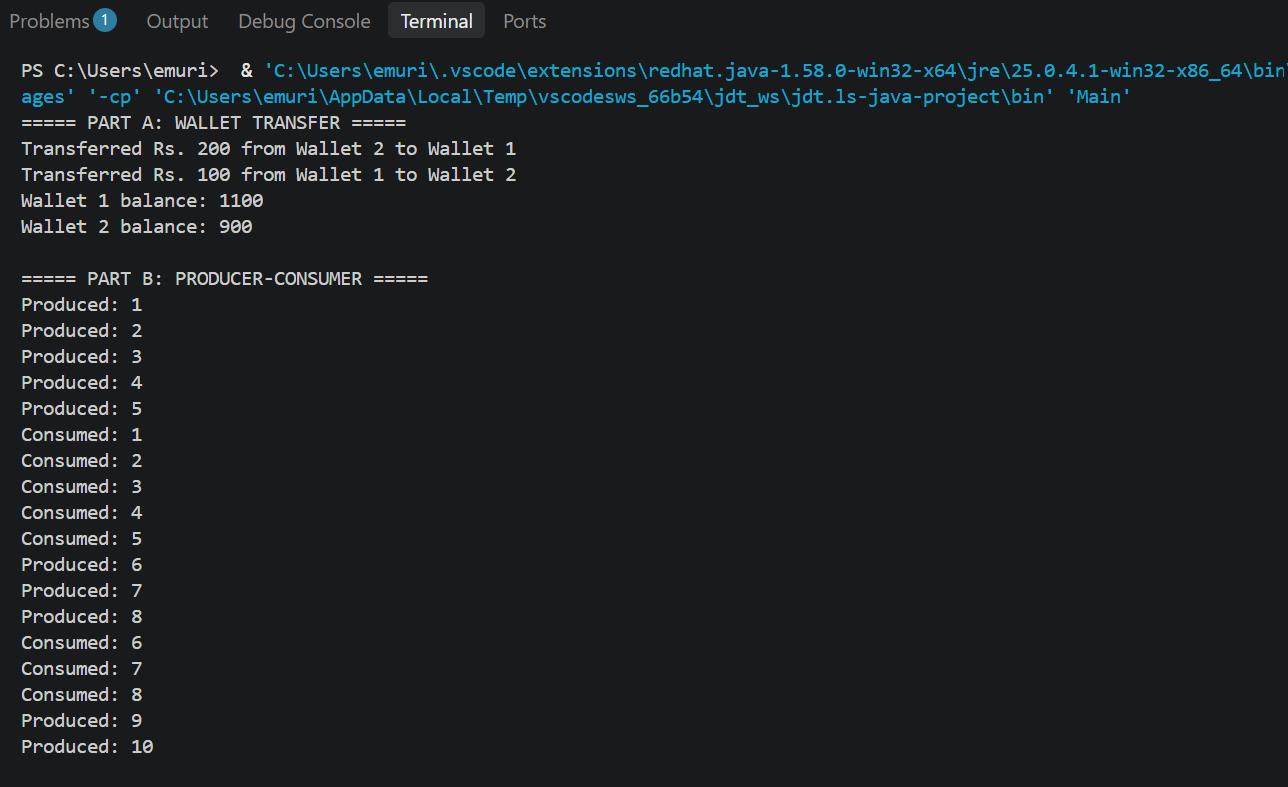 Problems 1 Output Debug Console Terminal Ports
PS C:\Users\emuri>  & 'C:\Users\emuri\.vscode\extensions\redhat.java-1.58.0-win32-x64\jre\25.0.4.1-win32-x86_64\bin\
ages' '-cp' 'C:\Users\emuri\AppData\Local\Temp\vscodesws_66b54\jdt_ws\jdt.ls-java-project\bin' 'Main'
===== PART A: WALLET TRANSFER =====
Transferred Rs. 200 from Wallet 2 to Wallet 1
Transferred Rs. 100 from Wallet 1 to Wallet 2
Wallet 1 balance: 1100
Wallet 2 balance: 900
===== PART B: PRODUCER-CONSUMER =====
Produced: 1
Produced: 2
Produced: 3
Produced: 4
Produced: 5
Consumed: 1
Consumed: 2
Consumed: 3
Consumed: 4
Consumed: 5
Produced: 6
Produced: 7
Produced: 8
Consumed: 6
Consumed: 7
Consumed: 8
Produced: 9
Produced: 10